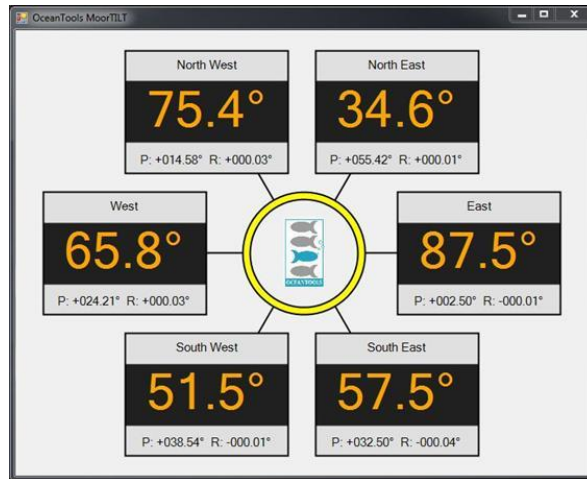 OceanTools MoorTILT
North West
75.4°
P: +014.58° R: +000.03°
North East
34.6°
P: +055.42° R: +000.01°
West
65.8°
P: +024.21° R: +000.03°
OCEANTOOLS
East
87.5°
P: +002.50° R: -000.01°
South West
51.5°
P: +038.54° R: -000.01°
South East
57.5°
P: +032.50° R: -000.04°